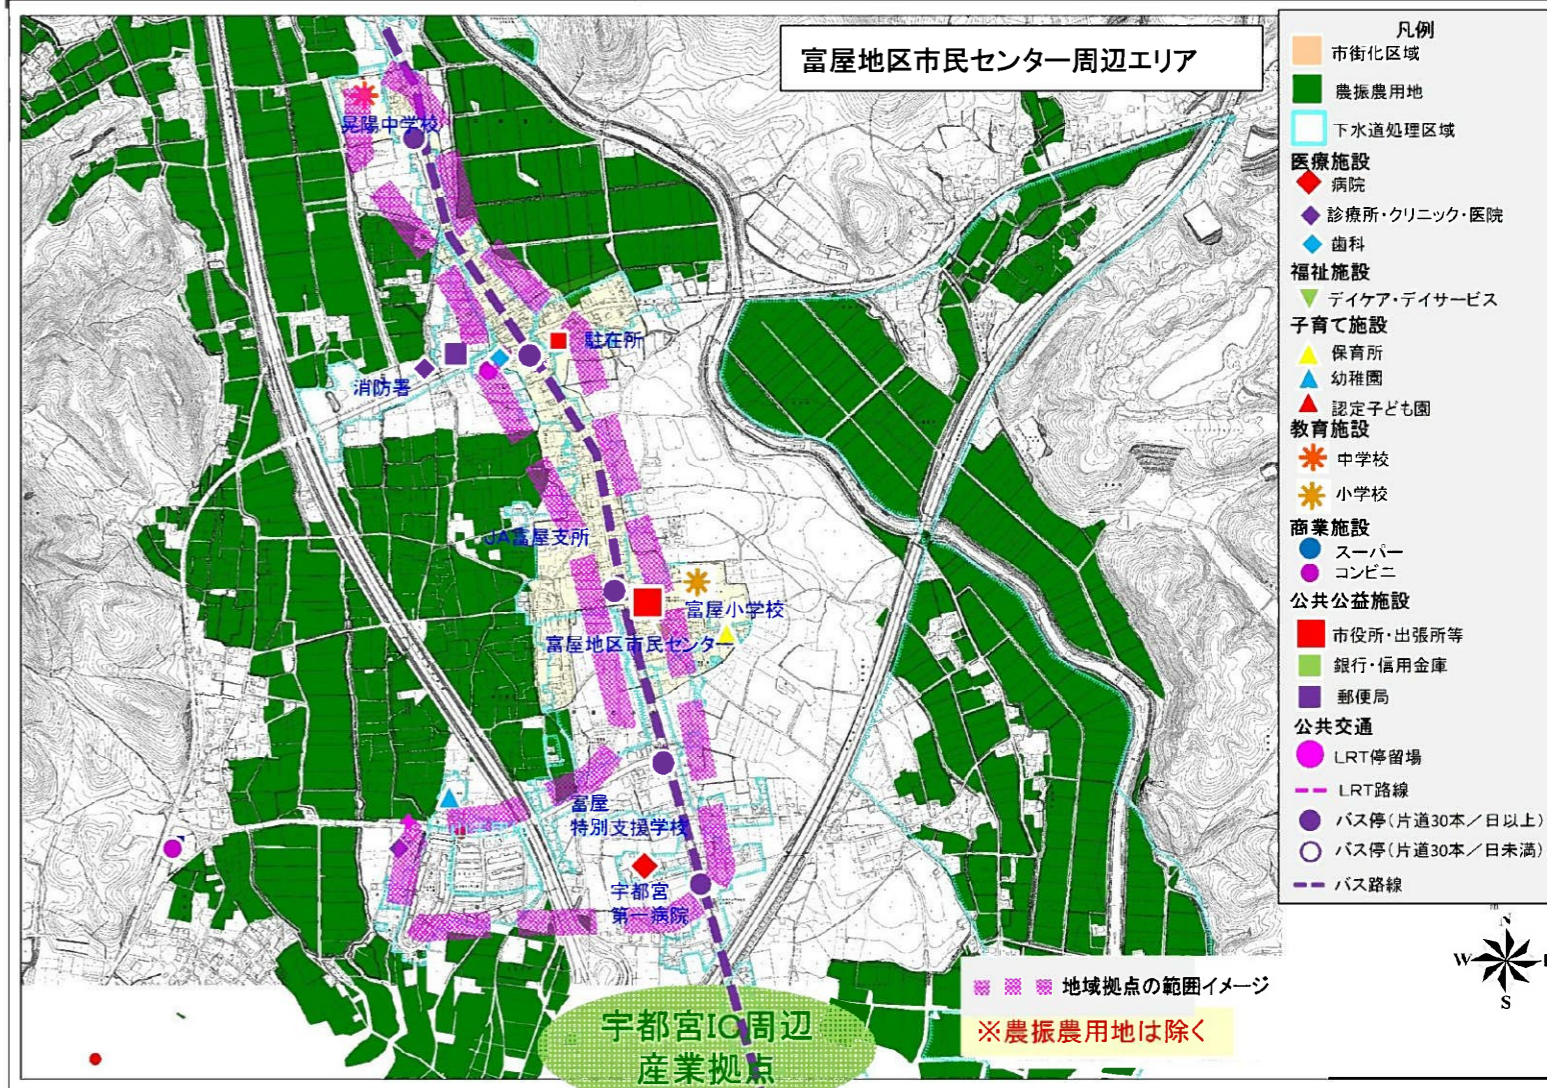 富屋地区市民センター周辺エリア
晃陽中学校
駐在所
消防署
JA富屋支所
富屋小学校
富屋地区市民センター
富屋
特別支援学校
宇都宮
第一病院
宇都宮IC周辺
産業拠点
地域拠点の範囲イメージ
※農振農用地は除く
凡例
市街化区域
農振農用地
下水道処理区域
医療施設
病院
診療所・クリニック・医院
歯科
福祉施設
デイケア・デイサービス
子育て施設
保育所
幼稚園
認定子ども園
教育施設
中学校
小学校
商業施設
スーパー
コンビニ
公共公益施設
市役所・出張所等
銀行・信用金庫
郵便局
公共交通
LRT停留場
LRT路線
バス停(片道30本/日以上)
バス停(片道30本/日未満)
バス路線
N
W
S